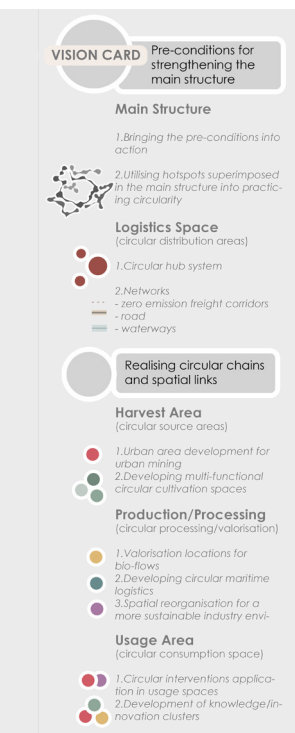 VISION CARD
Pre-conditions for
strengthening the
main structure
Main Structure
1.Bringing the pre-conditions into
action
2.Utilising hotspots superimposed
in the main structure into practic-
ing circularity
Logistics Space
(circular distribution areas)
1.Circular hub system
2.Networks
- zero emission freight corridors
- road
- waterways
Realising circular chains
and spatial links
Harvest Area
(circular source areas)
1.Urban area development for
urban mining
2.Developing multi-functional
circular cultivation spaces
Production/Processing
(circular processing/valorisation)
1.Valorisation locations for
bio-flows
2.Developing circular maritime
logistics
3.Spatial reorganisation for a
more sustainable industry envi-
Usage Area
(circular consumption space)
1.Circular interventions applica-
tion in usage spaces
2.Development of knowledge/in-
novation clusters